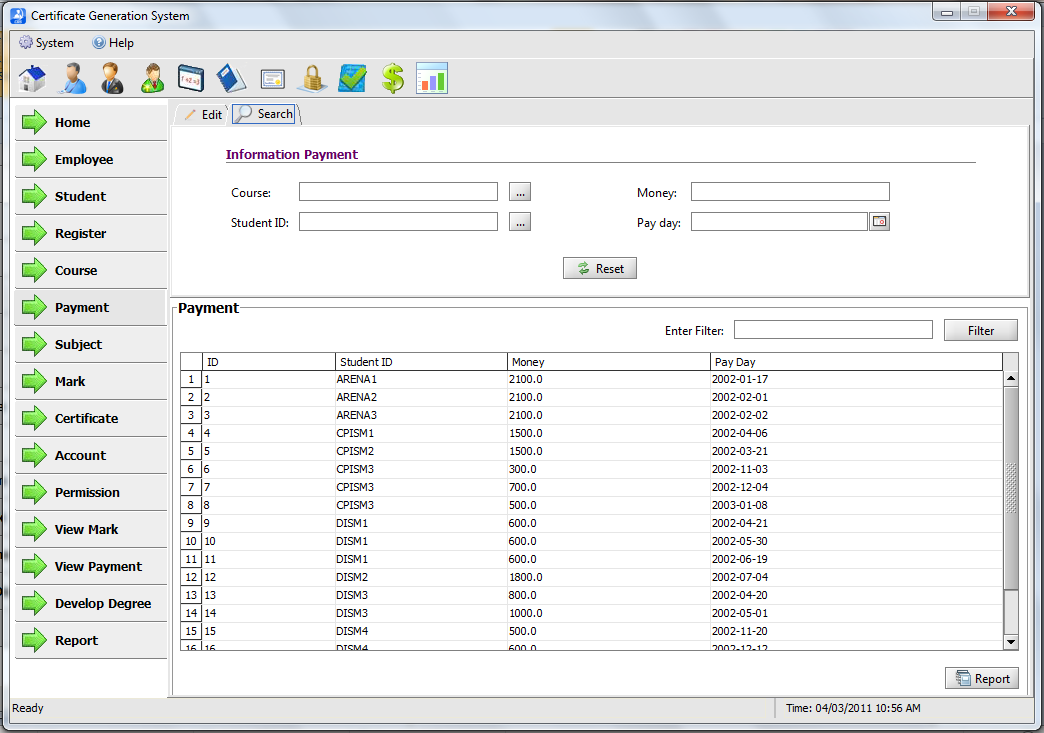 Certificate Generation System
System Help
Edit Search
Home
Employee
Student
Register
Course
Payment
Subject
Mark
Certificate
Account
Permission
View Mark
View Payment
Develop Degree
Report
Information Payment
Course: ... Money:
Student ID: ... Pay day:
Reset
Payment
Enter Filter: Filter
ID Student ID Money Pay Day
1 1 ARENA1 2100.0 2002-01-17
2 2 ARENA2 2100.0 2002-02-01
3 3 ARENA3 2100.0 2002-02-02
4 4 CPISM1 1500.0 2002-04-06
5 5 CPISM2 1500.0 2002-03-21
6 6 CPISM3 300.0 2002-11-03
7 7 CPISM3 700.0 2002-12-04
8 8 CPISM3 500.0 2003-01-08
9 9 DISM1 600.0 2002-04-21
10 10 DISM1 600.0 2002-05-30
11 11 DISM1 600.0 2002-06-19
12 12 DISM2 1800.0 2002-07-04
13 13 DISM3 800.0 2002-04-20
14 14 DISM3 1000.0 2002-05-01
15 15 DISM4 500.0 2002-11-20
16 16 DISM4 600.0 2002-12-12
Report
Ready Time: 04/03/2011 10:56 AM